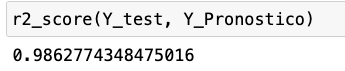 r2_score(Y_test, Y_Pronostico)
0.9862774348475016